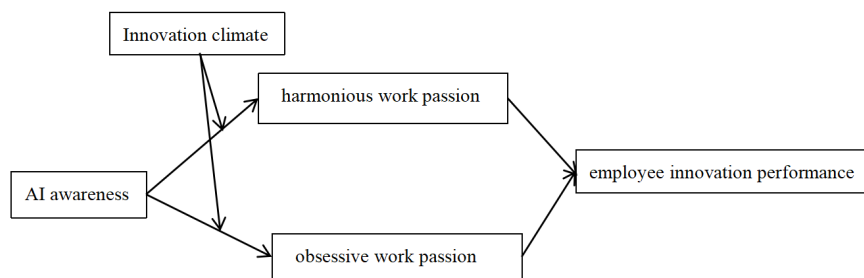 Innovation climate
harmonious work passion
AI awareness
employee innovation performance
obsessive work passion